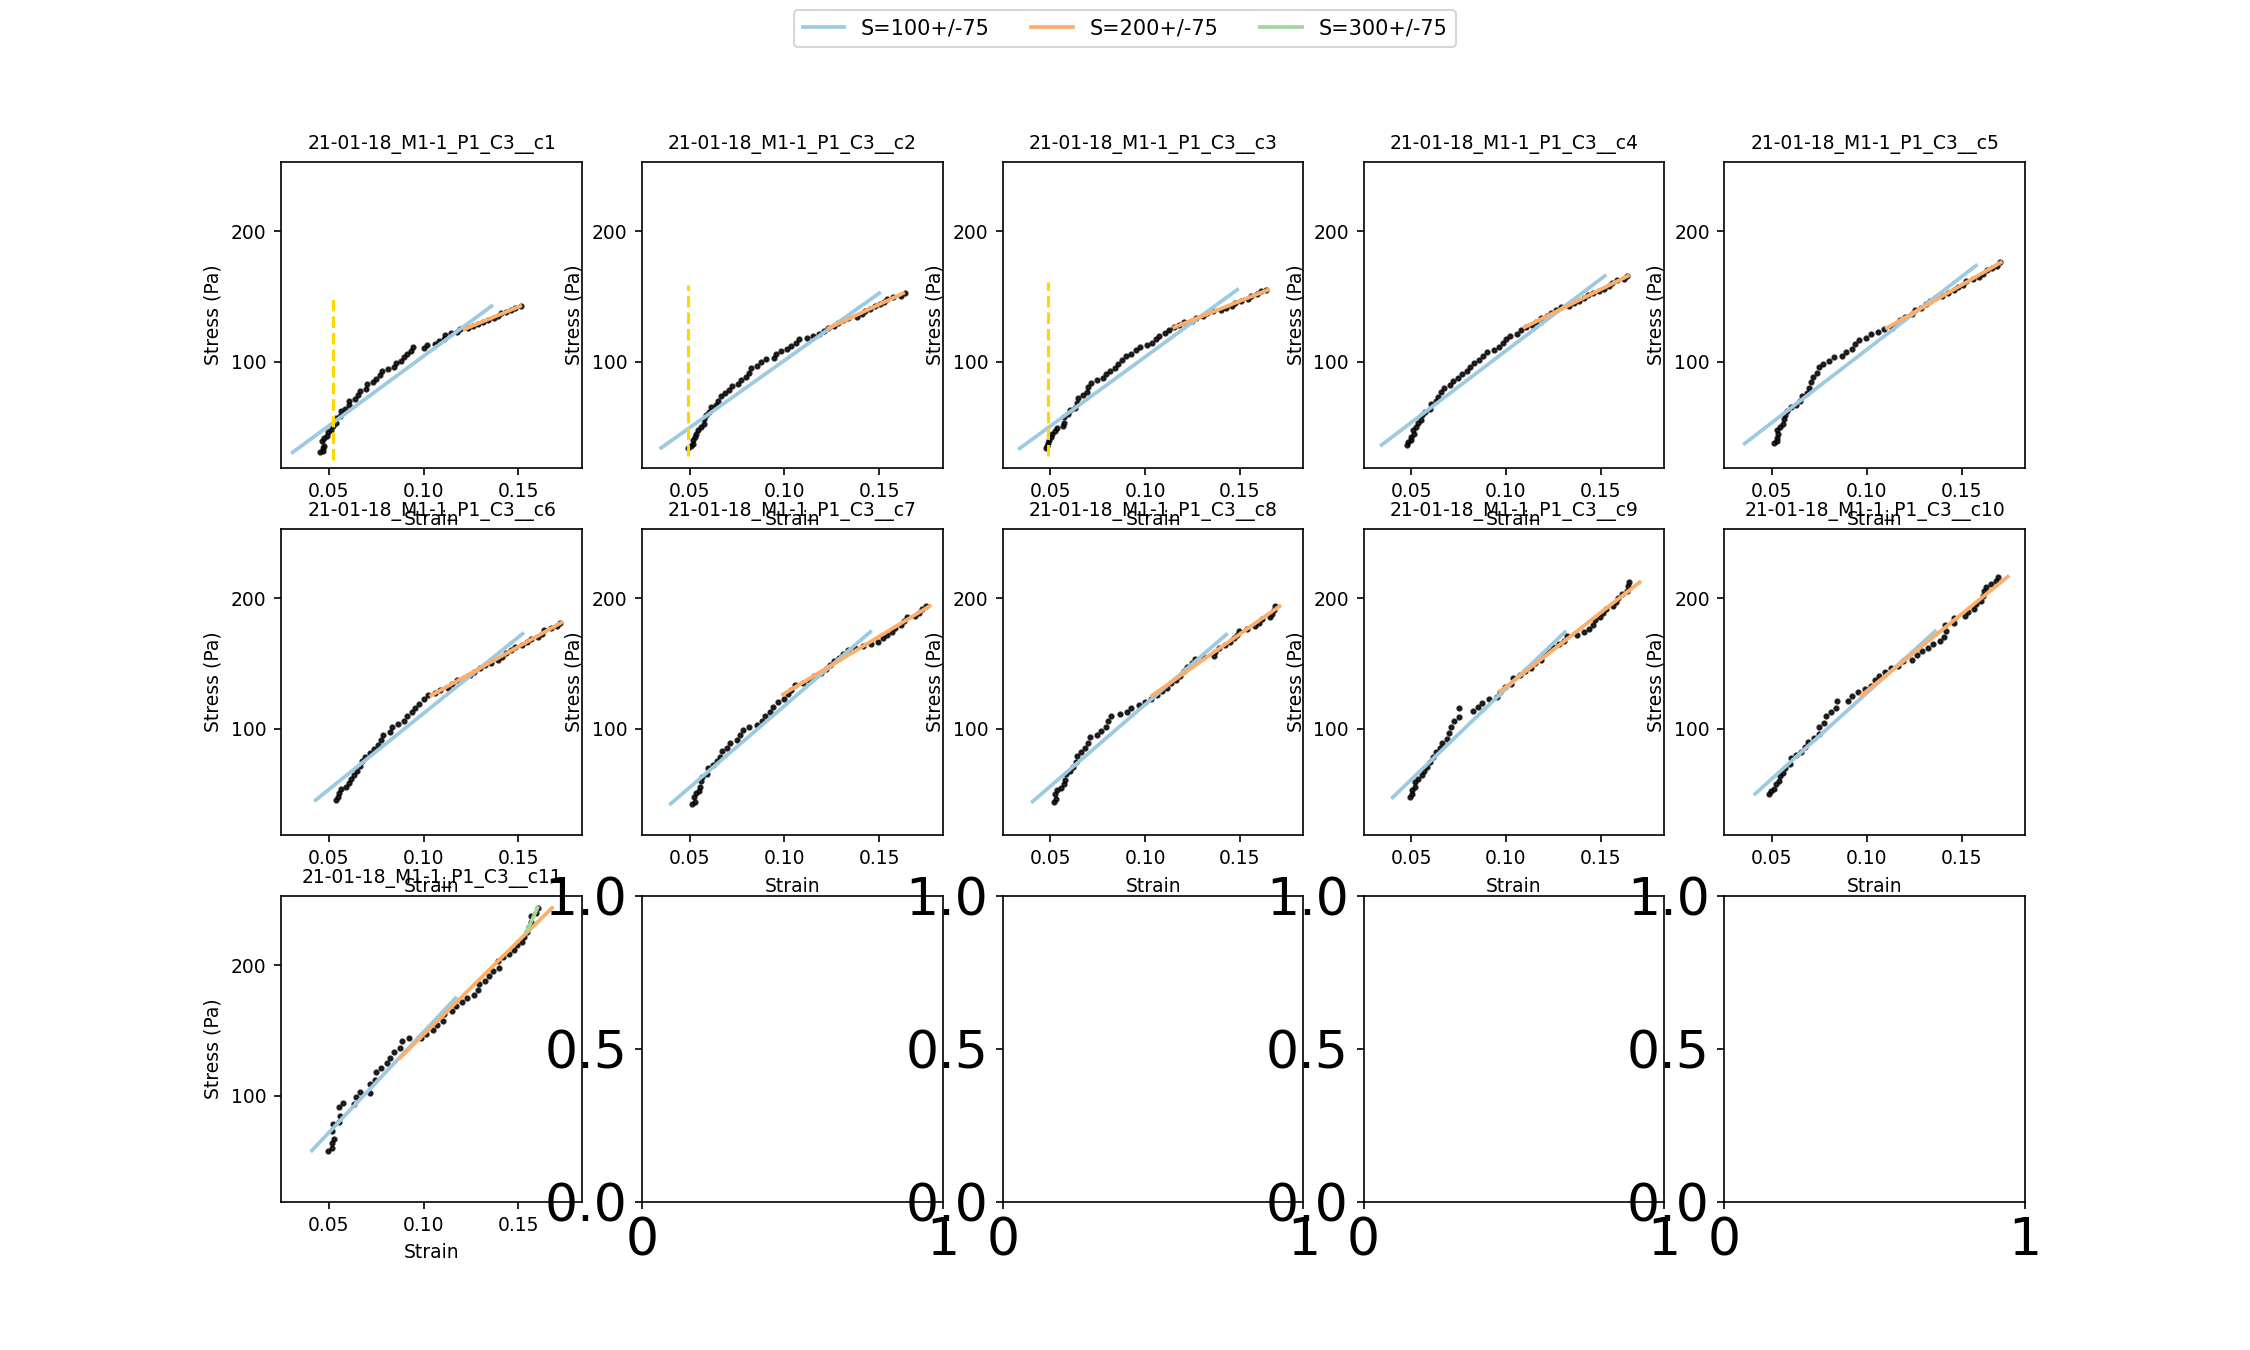 S=100+/-75 S=200+/-75 S=300+/-75
21-01-18_M1-1_P1_C3__c1 21-01-18_M1-1_P1_C3__c2 21-01-18_M1-1_P1_C3__c3 21-01-18_M1-1_P1_C3__c4 21-01-18_M1-1_P1_C3__c5
200 200 200 200 200
Stress (Pa) Stress (Pa) Stress (Pa) Stress (Pa) Stress (Pa)
100 100 100 100 100
0.05 0.10 0.15 0.05 0.10 0.15 0.05 0.10 0.15 0.05 0.10 0.15 0.05 0.10 0.15
Strain Strain Strain Strain Strain
21-01-18_M1-1_P1_C3__c6 21-01-18_M1-1_P1_C3__c7 21-01-18_M1-1_P1_C3__c8 21-01-18_M1-1_P1_C3__c9 21-01-18_M1-1_P1_C3__c10
200 200 200 200 200
Stress (Pa) Stress (Pa) Stress (Pa) Stress (Pa) Stress (Pa)
100 100 100 100 100
0.05 0.10 0.15 0.05 0.10 0.15 0.05 0.10 0.15 0.05 0.10 0.15 0.05 0.10 0.15
Strain Strain Strain Strain Strain
21-01-18_M1-1_P1_C3__c11
1.0 1.0 1.0 1.0
200
Stress (Pa)
0.5 0.5 0.5 0.5
100
0.0 0.0 0.0 0.0
0.05 0.10 0.15 0 1 0 1 0 1 0 1
Strain